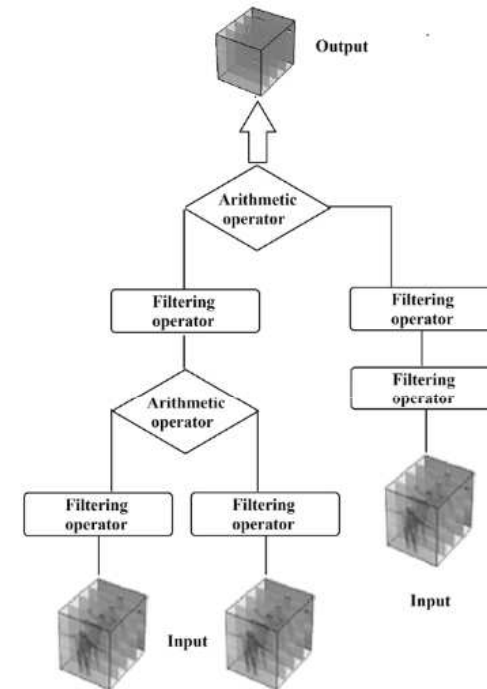 Output
Arithmetic
operator
Filtering
operator
Filtering
operator
Filtering
operator
Arithmetic
operator
Filtering
operator
Filtering
operator
Input
Input